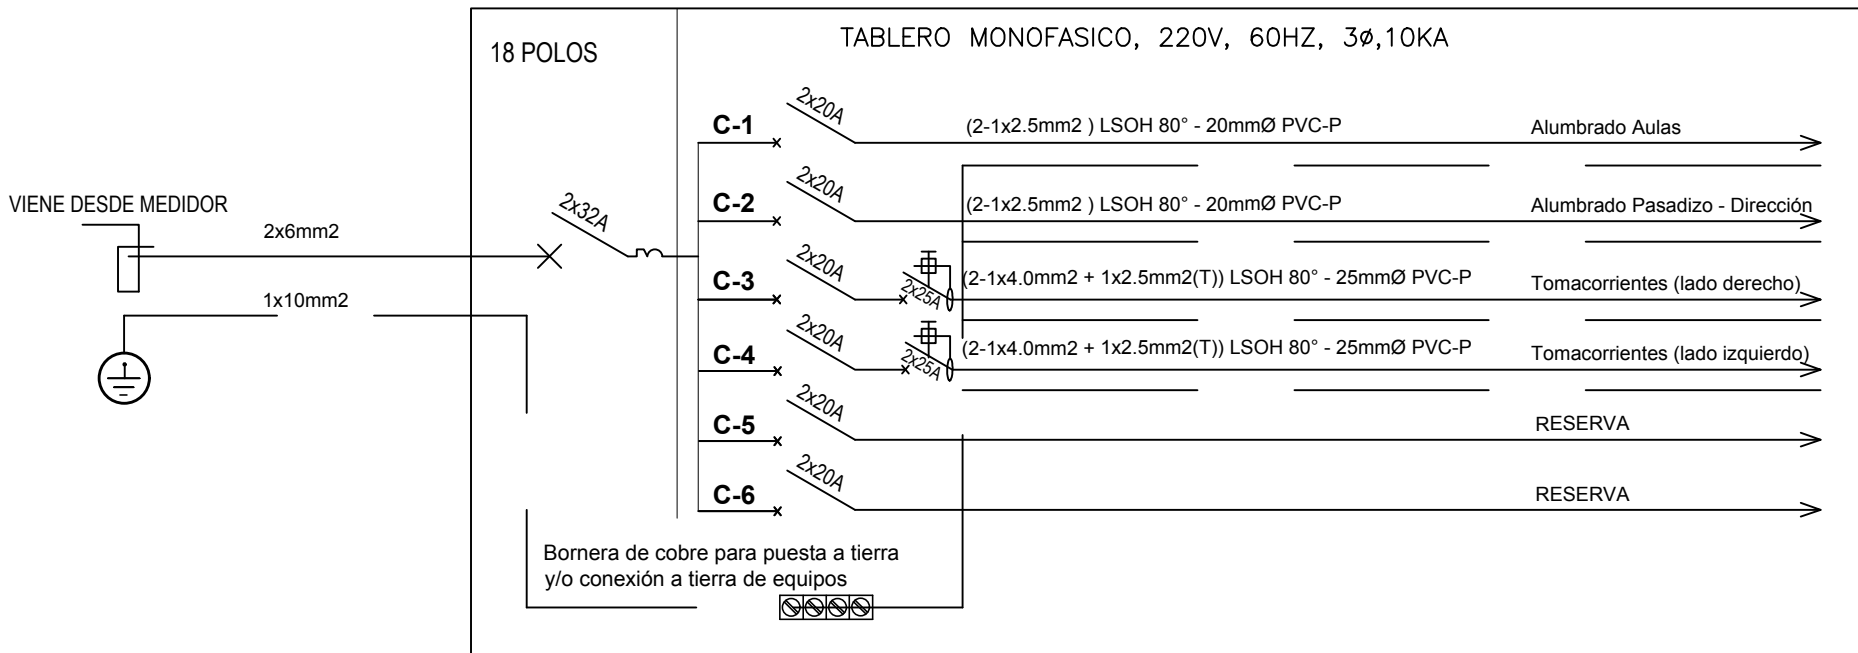 18 POLOS
TABLERO MONOFASICO, 220V, 60HZ, 3ø,10KA
VIENE DESDE MEDIDOR
2x6mm2
1x10mm2
2x32A
C-1
2x20A
(2-1x2.5mm2 ) LSOH 80° - 20mmØ PVC-P
Alumbrado Aulas
C-2
2x20A
(2-1x2.5mm2 ) LSOH 80° - 20mmØ PVC-P
Alumbrado Pasadizo - Dirección
C-3
2x20A
2x25A
(2-1x4.0mm2 + 1x2.5mm2(T)) LSOH 80° - 25mmØ PVC-P
Tomacorrientes (lado derecho)
C-4
2x20A
2x25A
(2-1x4.0mm2 + 1x2.5mm2(T)) LSOH 80° - 25mmØ PVC-P
Tomacorrientes (lado izquierdo)
C-5
2x20A
RESERVA
C-6
2x20A
RESERVA
Bornera de cobre para puesta a tierra
y/o conexión a tierra de equipos